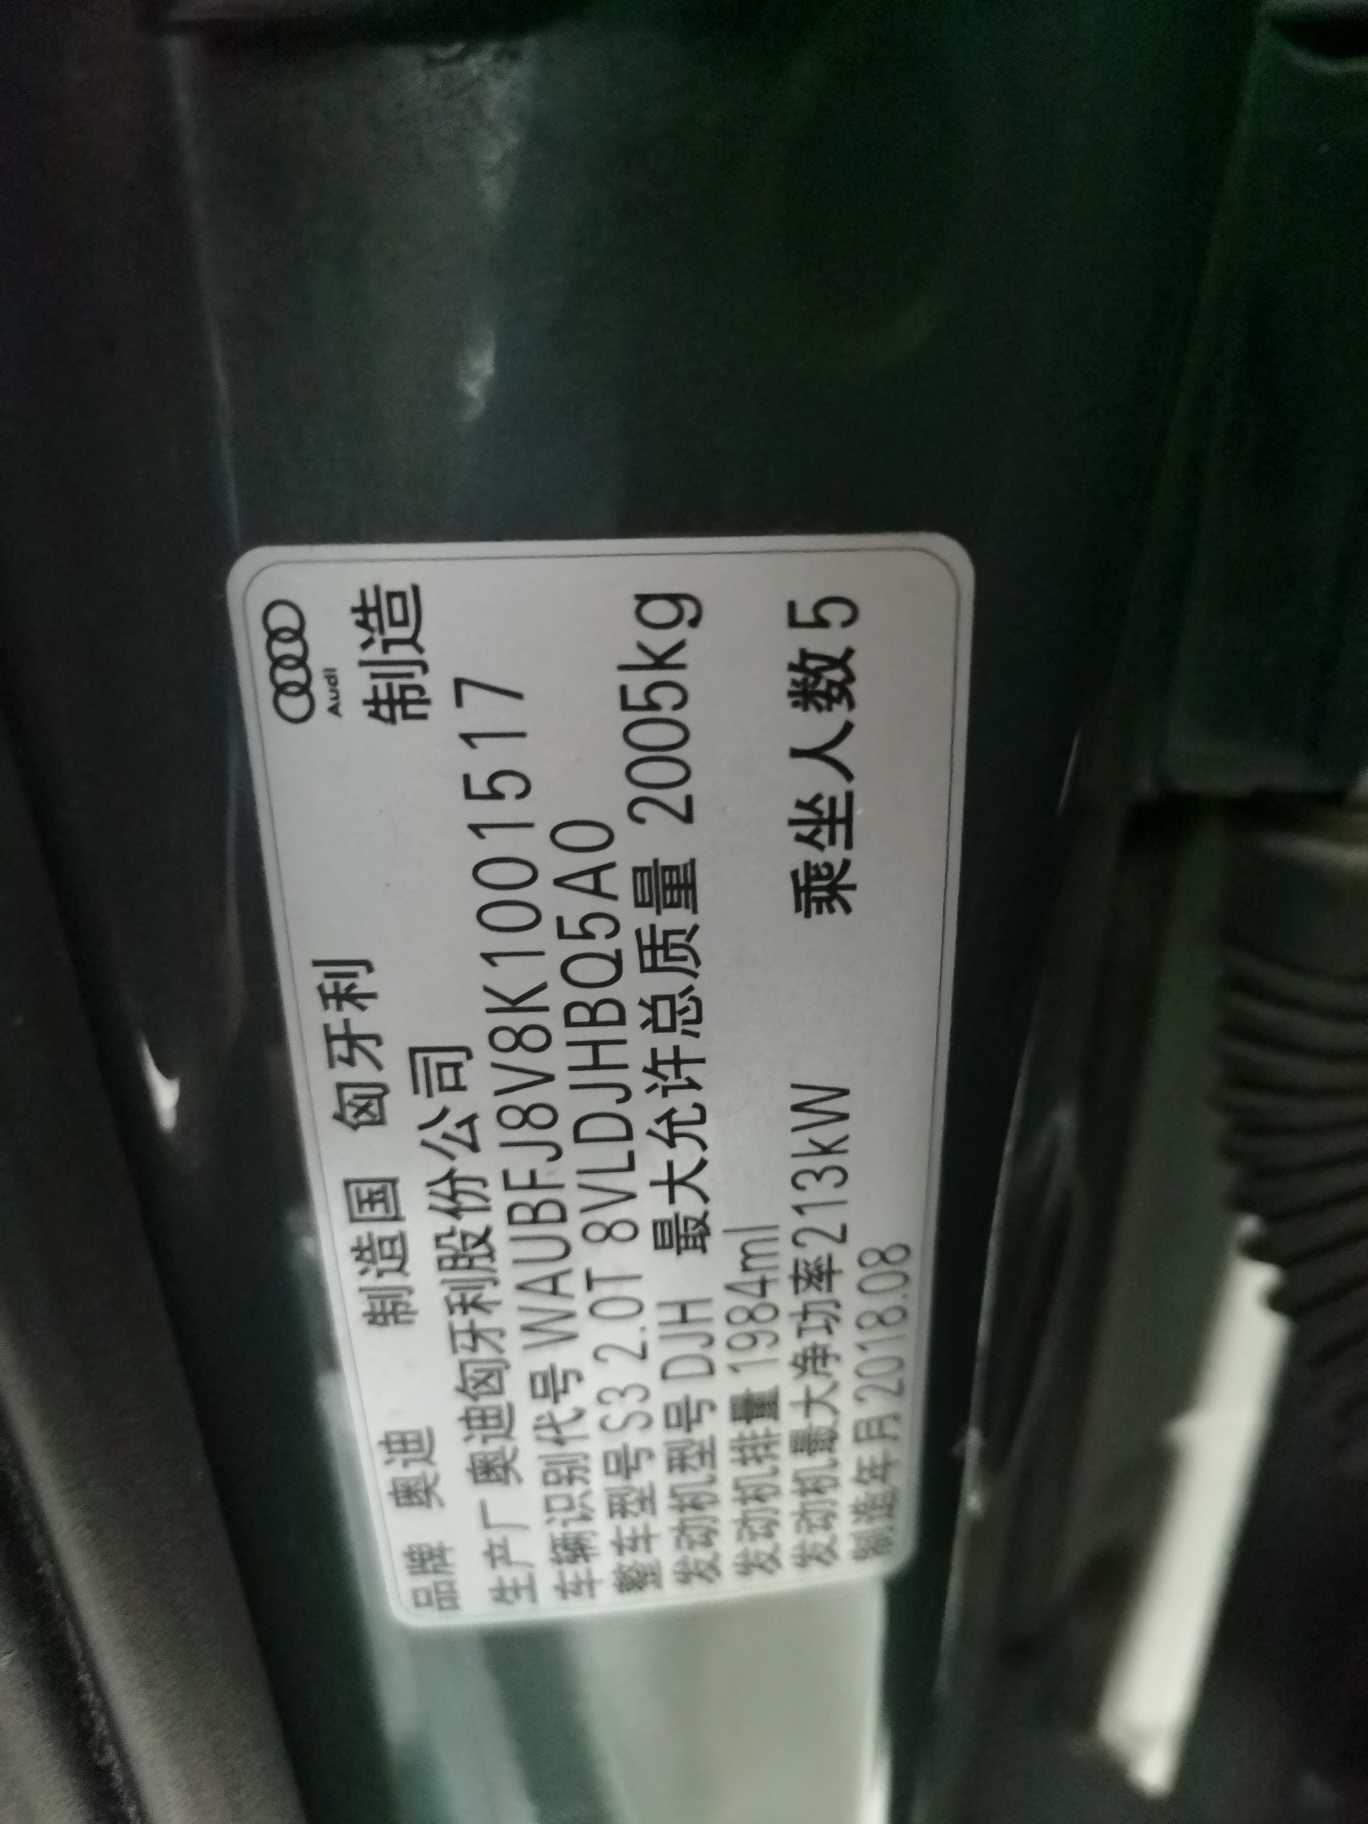 Audi
品牌 奥迪 制造国 匈牙利 制造
生产厂 奥迪匈牙利股份公司
车辆识别代号 WAUBFJ8V8K1001517
整车型号 S3 2.0T 8VLDJHBQ5A0
发动机型号 DJH 最大允许总质量 2005kg
发动机排量 1984ml
发动机最大净功率213kW 乘坐人数 5
制造年月2018.08